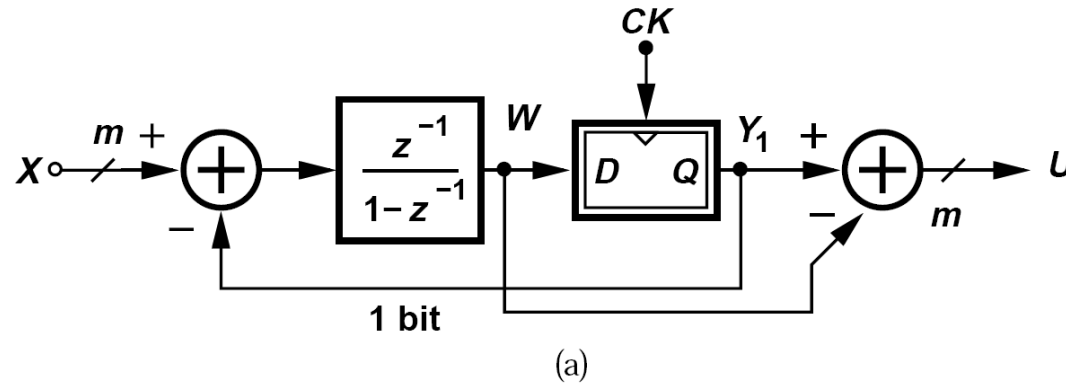 CK
X m + + − z⁻¹ / 1 − z⁻¹ W D Q Y₁ + + − m U
1 bit
(a)